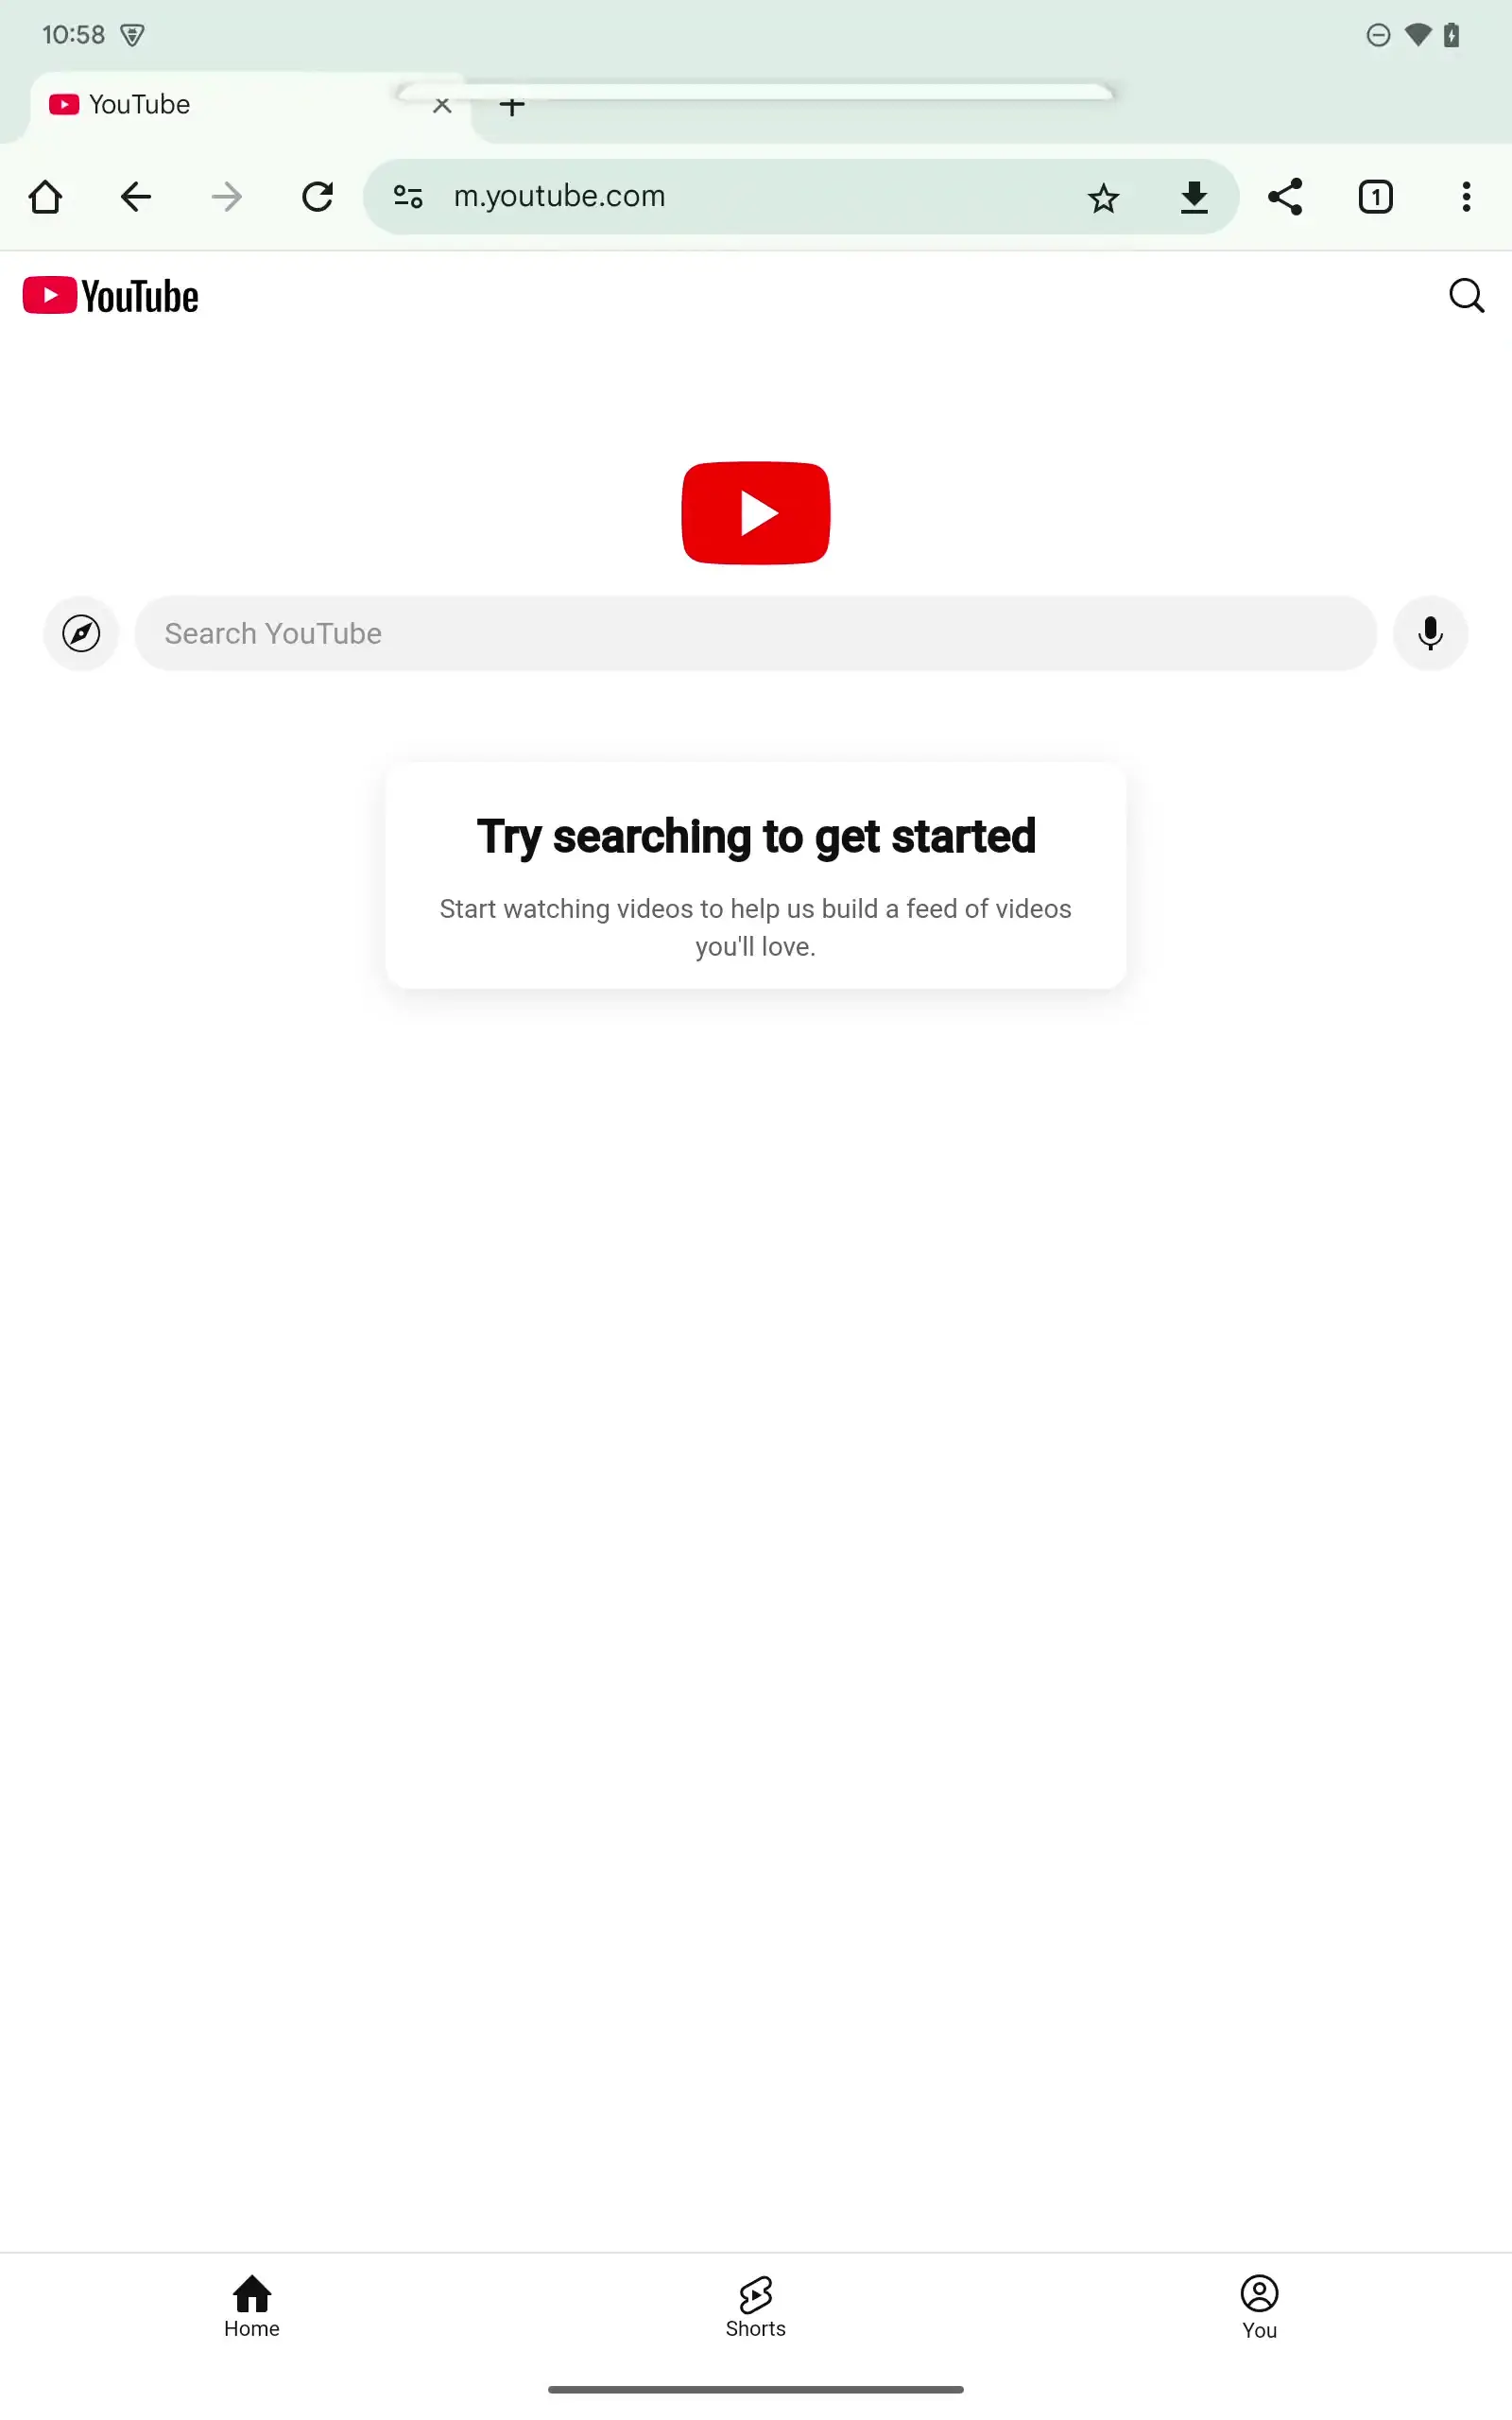 10:58
YouTube
m.youtube.com
1
YouTube
Search YouTube
Try searching to get started
Start watching videos to help us build a feed of videos
you'll love.
Home
Shorts
You